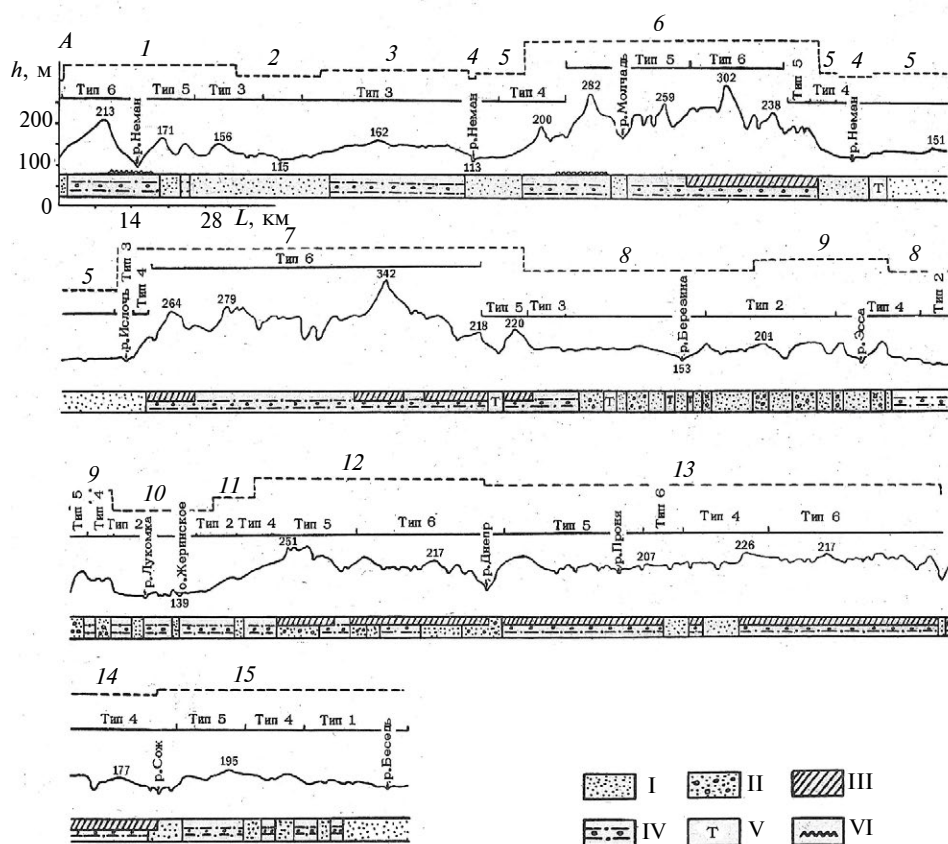 А 1 2 3 4 5 6 5 4 5
h, м
Тип 6 Тип 5 Тип 3 Тип 3 Тип 4 Тип 5 Тип 6 Тип 5 Тип 4
р.Неман р.Неман р.Молчадь р.Неман
200 213 171 156 162 200 282 259 302 238 151
100 115 113
0 Т
14 28 L, км
5 7 8 9 8
Тип 3 Тип 4 Тип 6 Тип 5 Тип 3 Тип 2 Тип 4 Тип 2
р.Ислочь р.Березина р.Эсса
264 279 342 218 220 153 201
Т Т Т
9 10 11 12 13
Тип 5 Тип 4 Тип 2 Тип 2 Тип 4 Тип 5 Тип 6 Тип 5 Тип 6 Тип 4 Тип 6
р.Лукомка о.Жеринское р.Днепр р.Проня
139 251 217 207 226 217
14 15
Тип 4 Тип 5 Тип 4 Тип 1
р.Сож р.Беседь
177 195
I II III
IV Т V VI